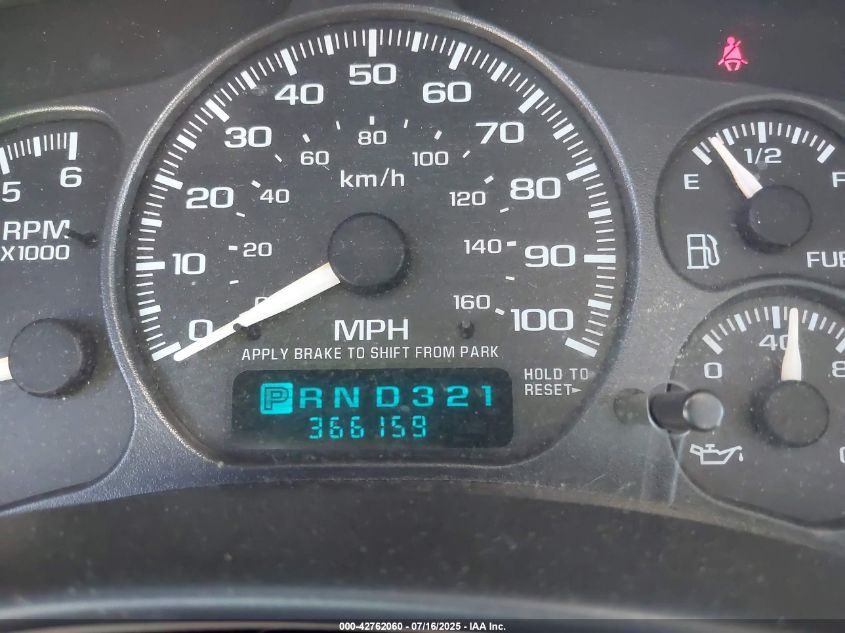 50
40
60
30
70
20
80
10
90
0
100
80
60
100
km/h
40
120
20
140
0
160
MPH
APPLY BRAKE TO SHIFT FROM PARK
PRND321
366159
HOLD TO
RESET
5
6
RPM
X1000
1/2
E
F
FUE
0
40
8
000-42762060 - 07/16/2025 - IAA Inc.